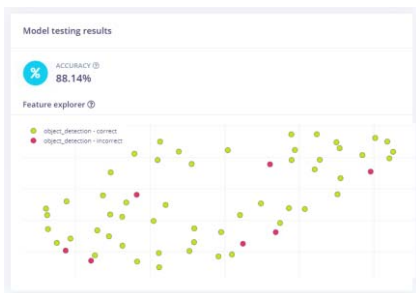 Model testing results
%
ACCURACY ?
88.14%
Feature explorer ?
object_detection - correct
object_detection - incorrect